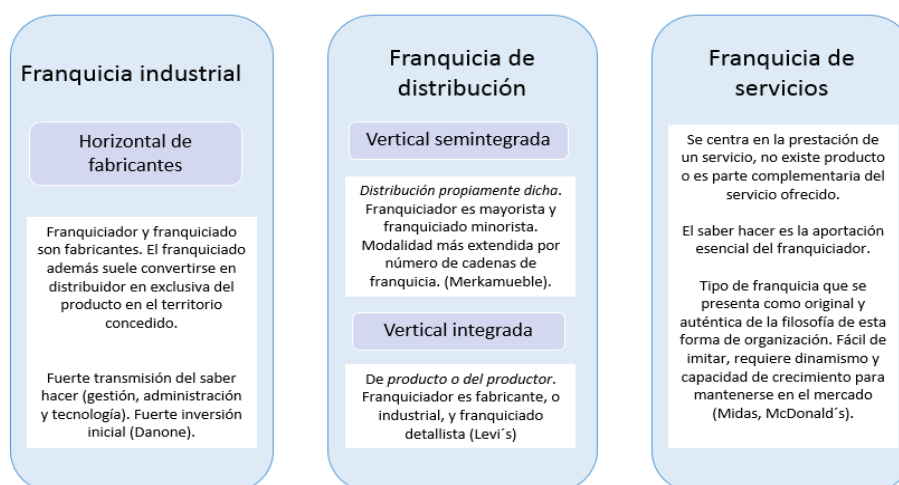 Franquicia industrial
Horizontal de
fabricantes
Franquiciador y franquiciado
son fabricantes. El franquiciado
además suele convertirse en
distribuidor en exclusiva del
producto en el territorio
concedido.
Fuerte transmisión del saber
hacer (gestión, administración
y tecnología). Fuerte inversión
inicial (Danone).
Franquicia de
distribución
Vertical semintegrada
Distribución propiamente dicha.
Franquiciador es mayorista y
franquiciado minorista.
Modalidad más extendida por
número de cadenas de
franquicia. (Merkamueble).
Vertical integrada
De producto o del productor.
Franquiciador es fabricante, o
industrial, y franquiciado
detallista (Levi´s)
Franquicia de
servicios
Se centra en la prestación de
un servicio, no existe producto
o es parte complementaria del
servicio ofrecido.
El saber hacer es la aportación
esencial del franquiciador.
Tipo de franquicia que se
presenta como original y
auténtica de la filosofía de esta
forma de organización. Fácil de
imitar, requiere dinamismo y
capacidad de crecimiento para
mantenerse en el mercado
(Midas, McDonald´s).